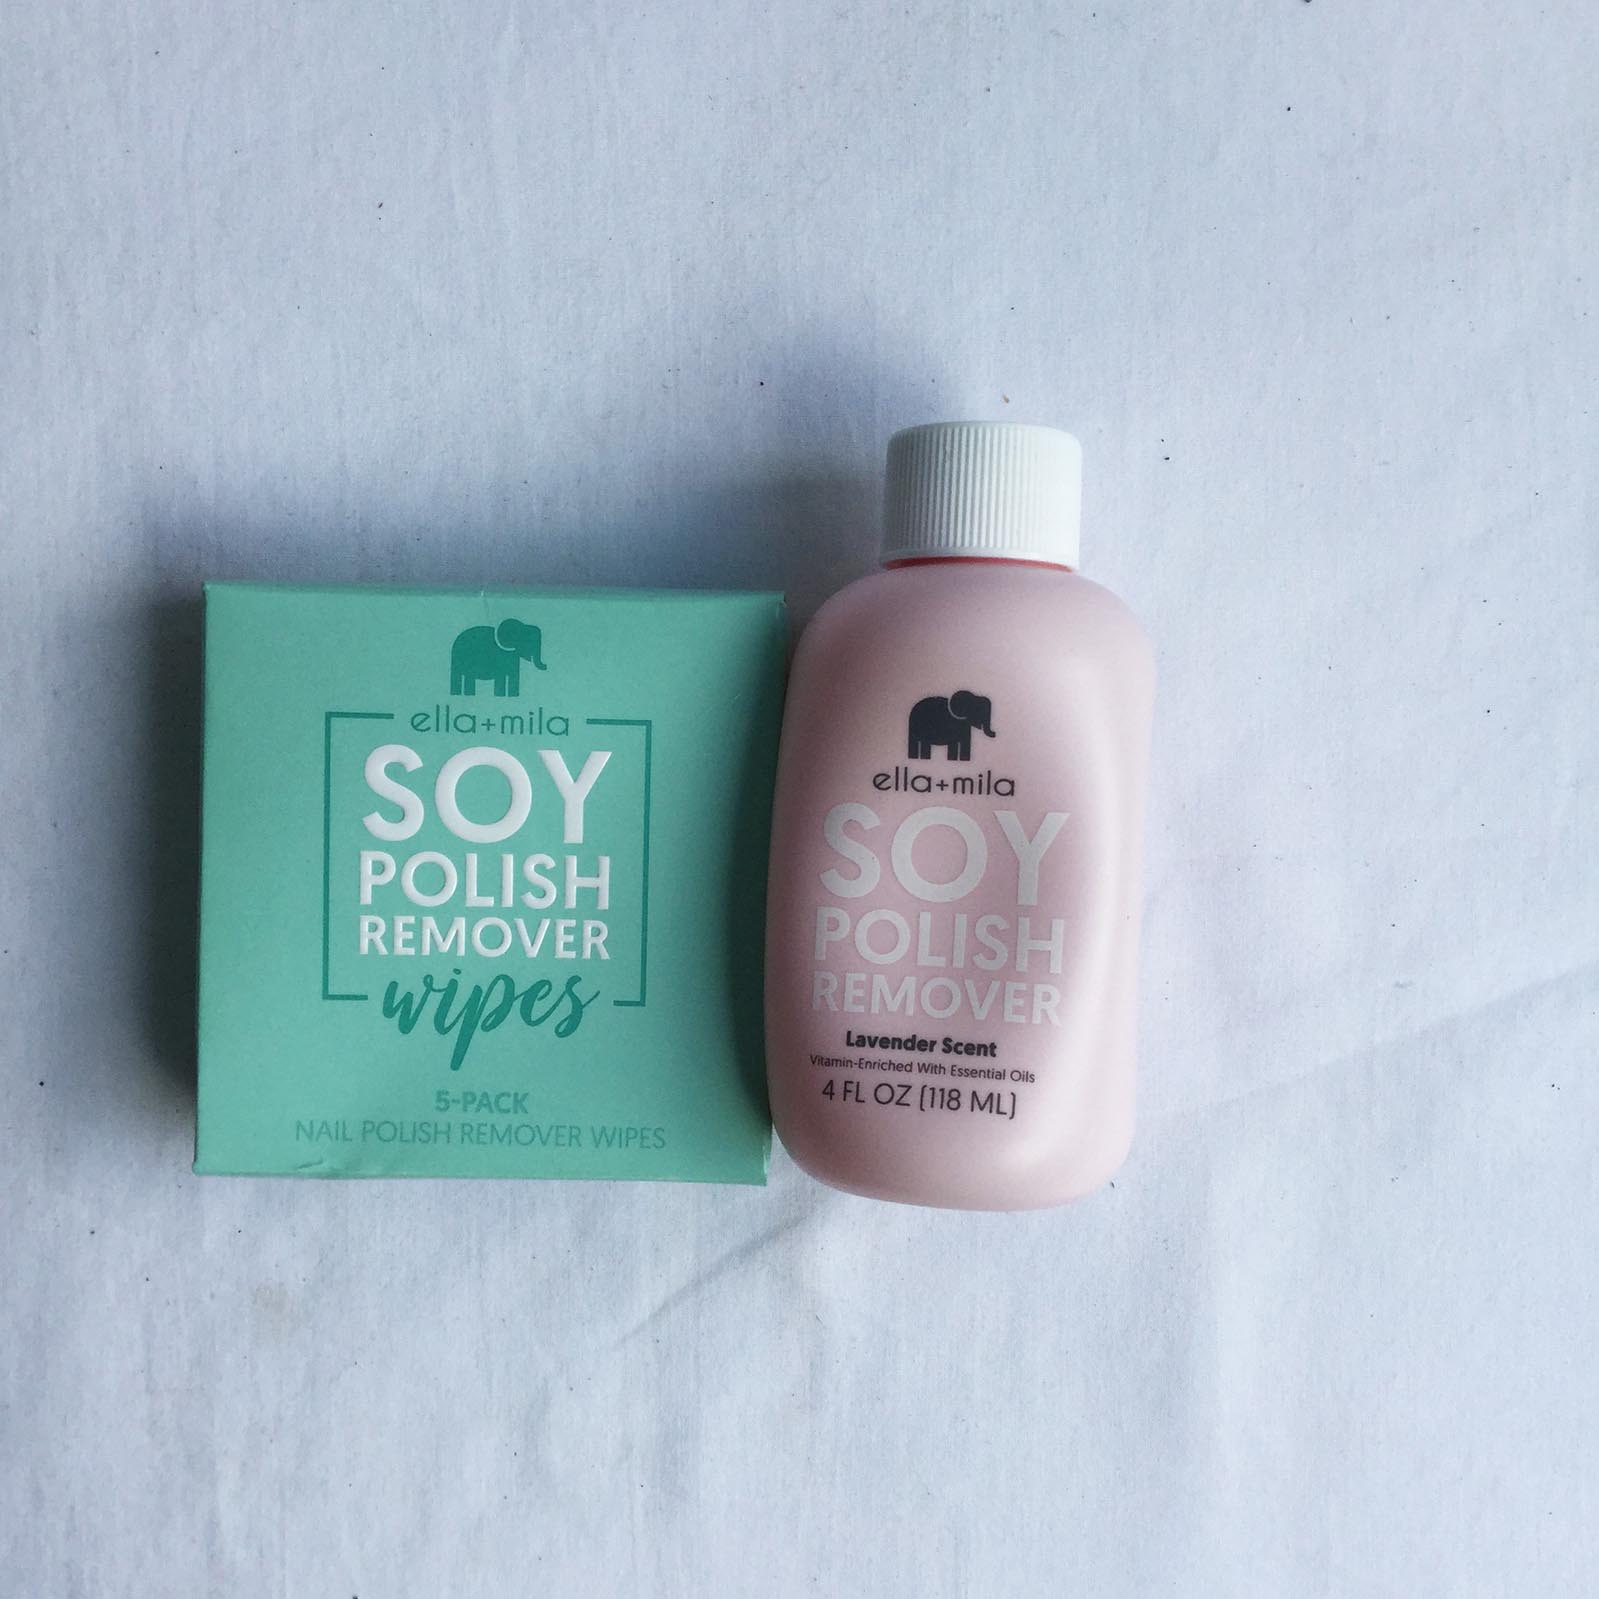 ella+mila
SOY
POLISH
REMOVER
wipes
5-PACK
NAIL POLISH REMOVER WIPES
ella+mila
SOY
POLISH
REMOVER
Lavender Scent
Vitamin-Enriched With Essential Oils
4 FL OZ (118 ML)